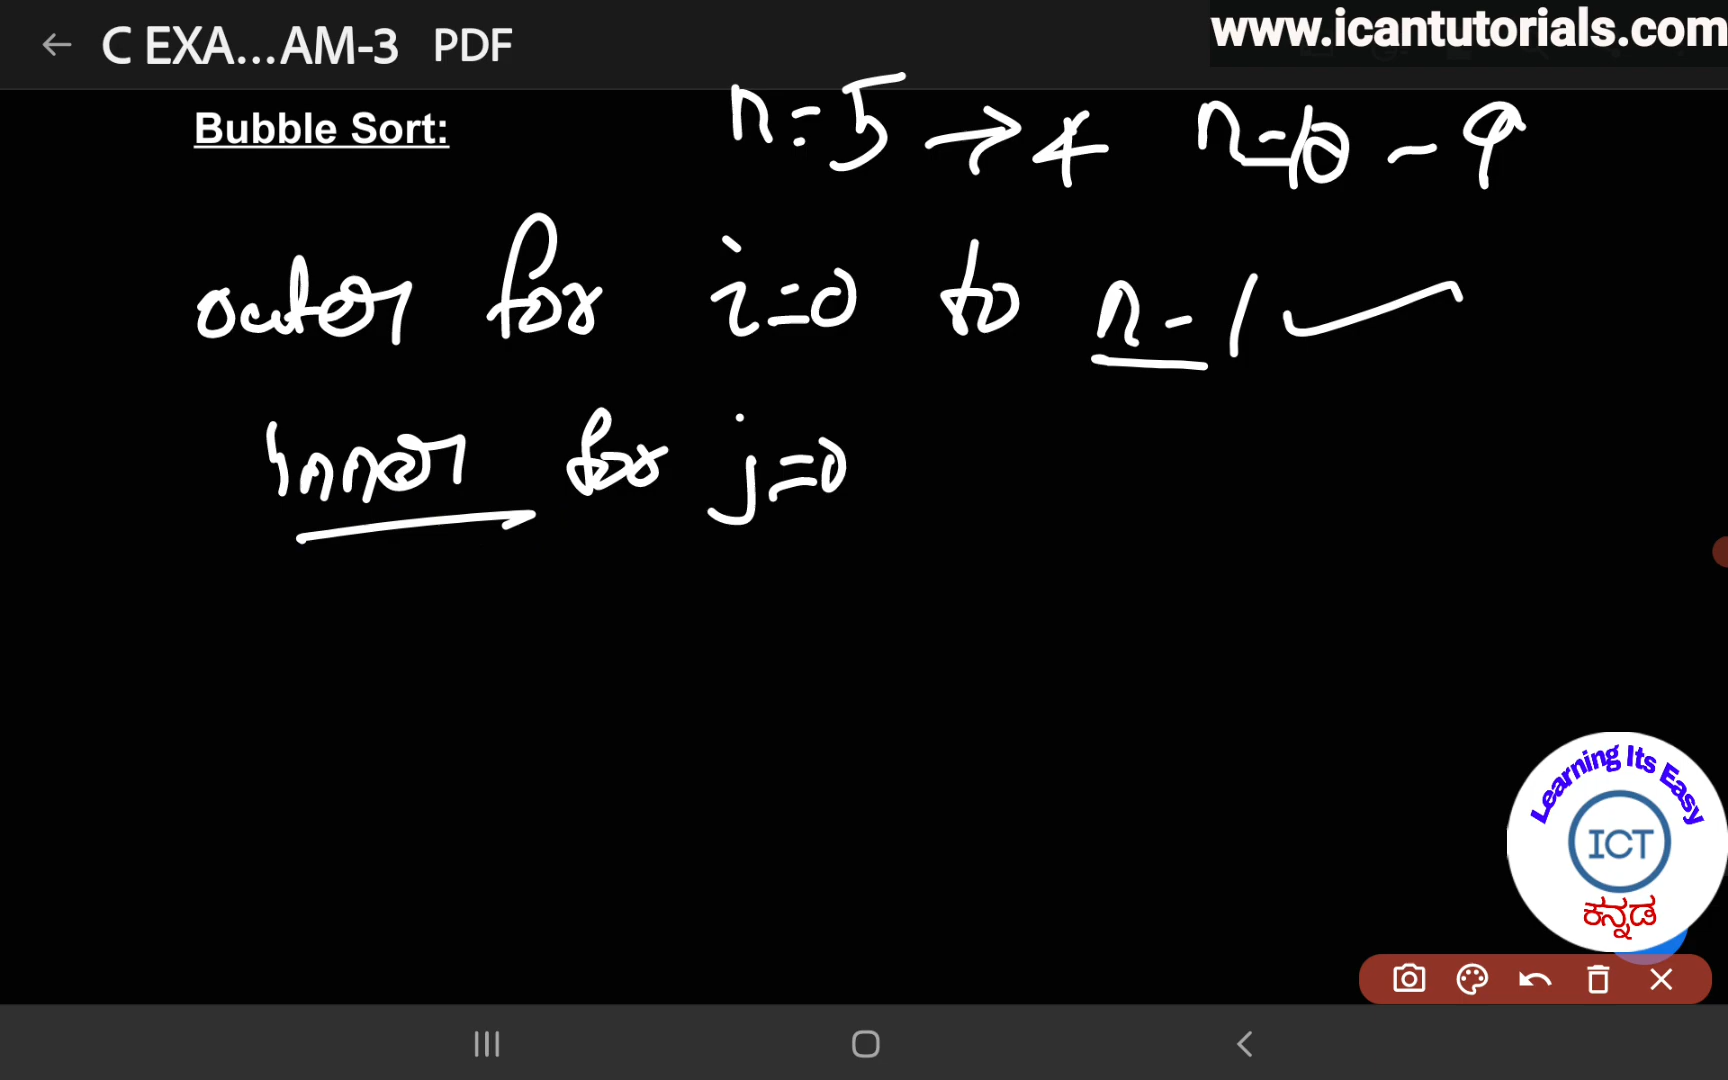 C EXA...AM-3 PDF
www.icantutorials.com
Bubble Sort:
n=5→4 n=10-9
outer for i=0 to n-1
inner for j=0
Learning Its Easy
ICT
ಕನ್ನಡ